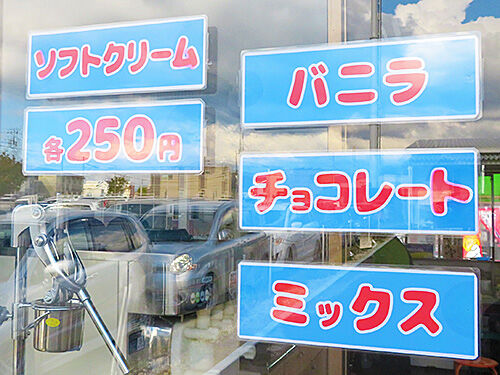 ソフトクリーム
各250円
バニラ
チョコレート
ミックス